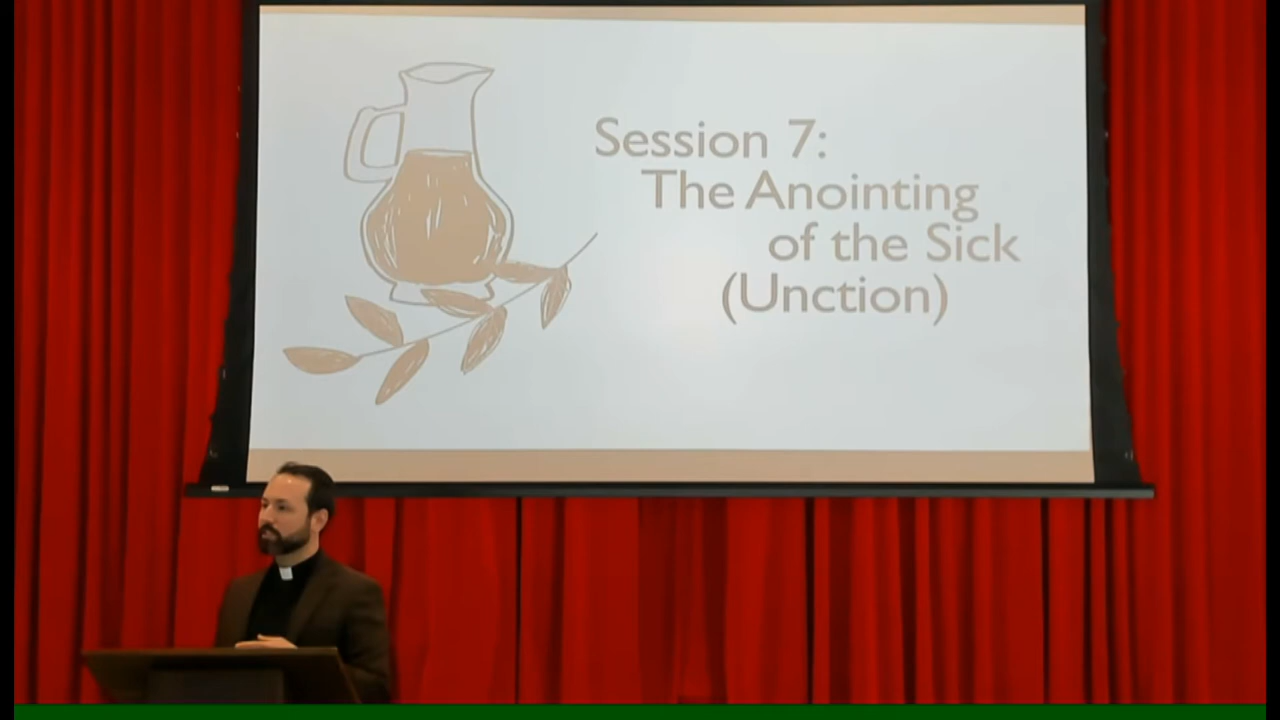 Session 7:
The Anointing
of the Sick
(Unction)